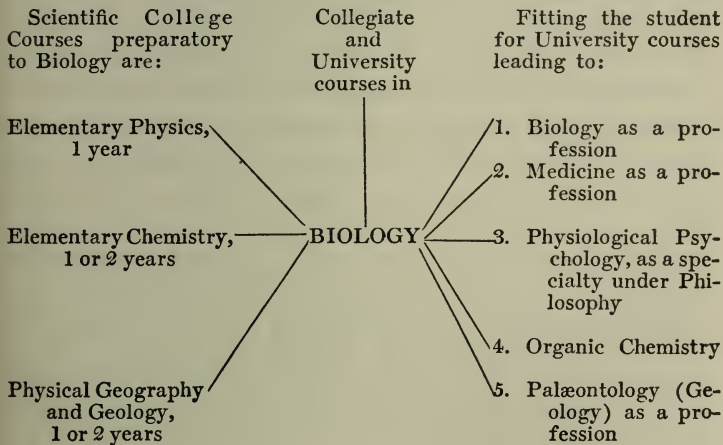 Scientific College
Courses preparatory
to Biology are:
Elementary Physics,
1 year
Elementary Chemistry,
1 or 2 years
Physical Geography
and Geology,
1 or 2 years
Collegiate
and
University
courses in
BIOLOGY
Fitting the student
for University courses
leading to:
1. Biology as a pro-
fession
2. Medicine as a pro-
fession
3. Physiological Psy-
chology, as a spe-
cialty under Phi-
losophy
4. Organic Chemistry
5. Palæontology (Ge-
ology) as a pro-
fession